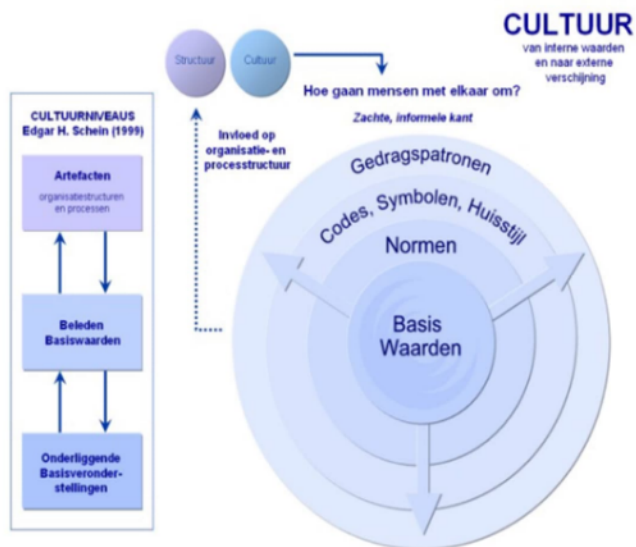 CULTUUR
van interne waarden
en naar externe
verschijning
Structuur
Cultuur
Hoe gaan mensen met elkaar om?
Zachte, informele kant
Invloed op
organisatie- en
processtructuur
CULTUURNIVEAUS
Edgar H. Schein (1999)
Artefacten
organisatiestructuren
en processen
Beleden
Basiswaarden
Onderliggende
Basisveronder-
stellingen
Gedragspatronen
Codes, Symbolen, Huisstijl
Normen
Basis
Waarden